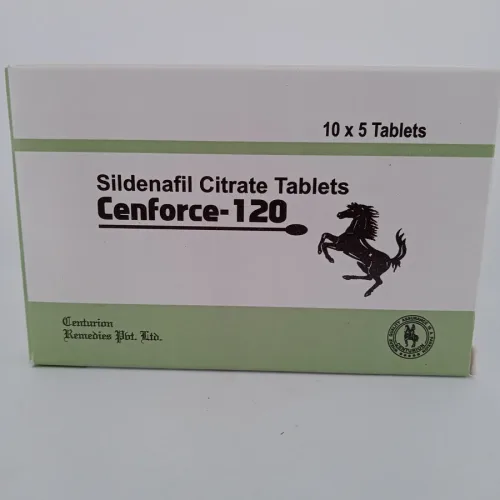 10 x 5 Tablets
Sildenafil Citrate Tablets
Cenforce-120
Centurion
Remedies Pvt. Ltd.